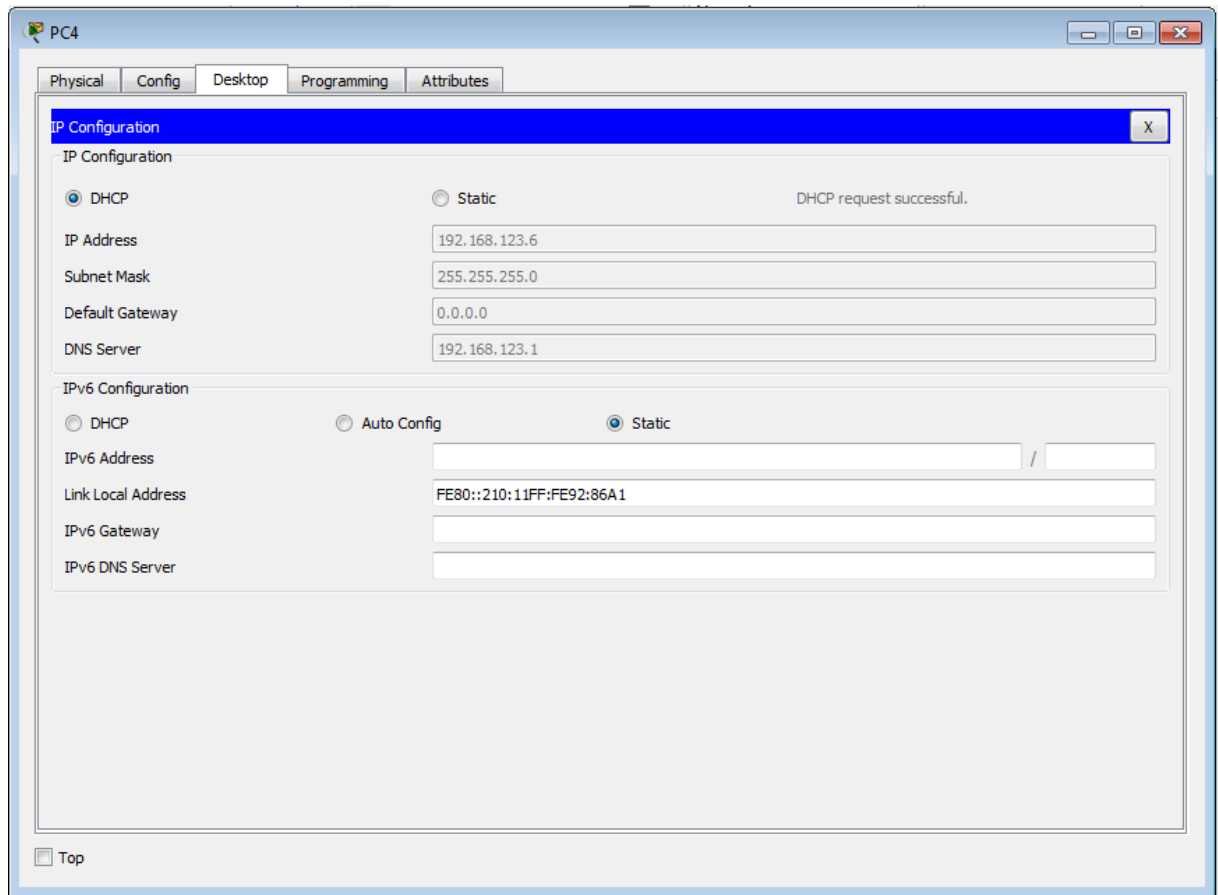 PC4
Physical Config Desktop Programming Attributes
IP Configuration X
IP Configuration
DHCP Static DHCP request successful.
IP Address 192.168.123.6
Subnet Mask 255.255.255.0
Default Gateway 0.0.0.0
DNS Server 192.168.123.1
IPv6 Configuration
DHCP Auto Config Static
IPv6 Address /
Link Local Address FE80::210:11FF:FE92:86A1
IPv6 Gateway
IPv6 DNS Server
Top